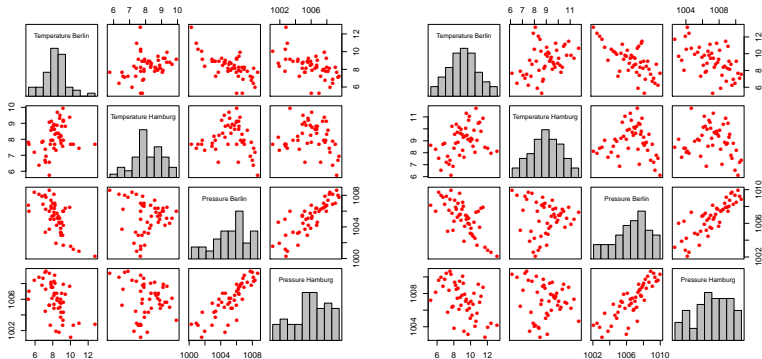 6 7 8 9 10 1002 1006
6 7 8 9 11 1004 1008
Temperature Berlin
6 8 10 12
Temperature Berlin
6 8 10 12
6 7 8 9 10
Temperature Hamburg
6 7 8 9 11
Temperature Hamburg
Pressure Berlin
1000 1004 1008
Pressure Berlin
1002 1006 1010
1002 1006
Pressure Hamburg
1004 1008
Pressure Hamburg
6 8 10 12 1000 1004 1008
6 8 10 12 1002 1006 1010